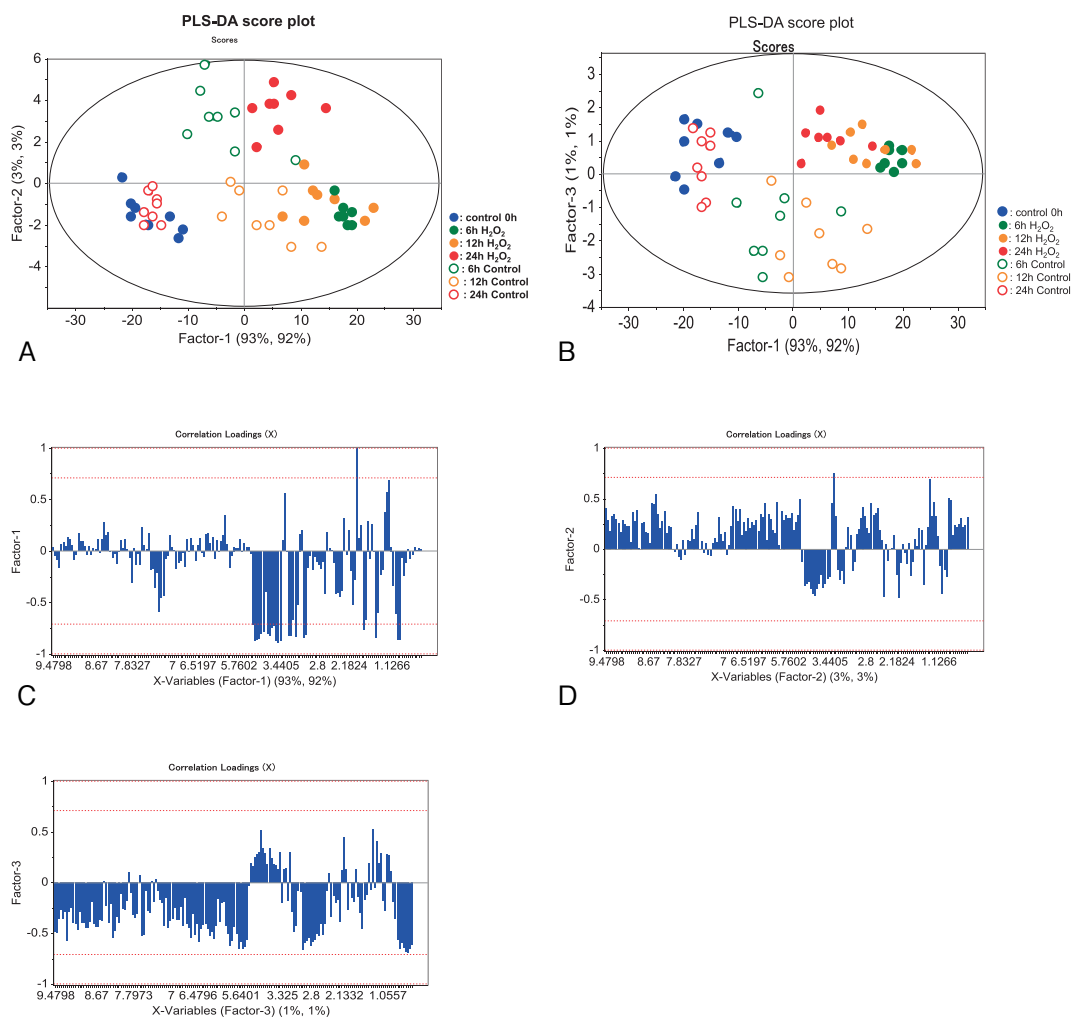 PLS-DA score plot
Scores
6
4
2
0
-2
-4
Factor-2 (3%, 3%)
-30 -20 -10 0 10 20 30
Factor-1 (93%, 92%)
: control 0h
: 6h H₂O₂
: 12h H₂O₂
: 24h H₂O₂
: 6h Control
: 12h Control
: 24h Control
A
PLS-DA score plot
Scores
3
2
1
0
-1
-2
-3
-4
Factor-3 (1%, 1%)
-30 -20 -10 0 10 20 30
Factor-1 (93%, 92%)
: control 0h
: 6h H₂O₂
: 12h H₂O₂
: 24h H₂O₂
: 6h Control
: 12h Control
: 24h Control
B
Correlation Loadings (X)
1
0.5
0
-0.5
-1
Factor-1
9.4798 8.67 7.8327 7 6.5197 5.7602 3.4405 2.8 2.1824 1.1266
X-Variables (Factor-1) (93%, 92%)
C
Correlation Loadings (X)
1
0.5
0
-0.5
-1
Factor-2
9.4798 8.67 7.8327 7 6.5197 5.7602 3.4405 2.8 2.1824 1.1266
X-Variables (Factor-2) (3%, 3%)
D
Correlation Loadings (X)
1
0.5
0
-0.5
-1
Factor-3
9.4798 8.67 7.7973 7 6.4796 5.6401 3.325 2.8 2.1332 1.0557
X-Variables (Factor-3) (1%, 1%)